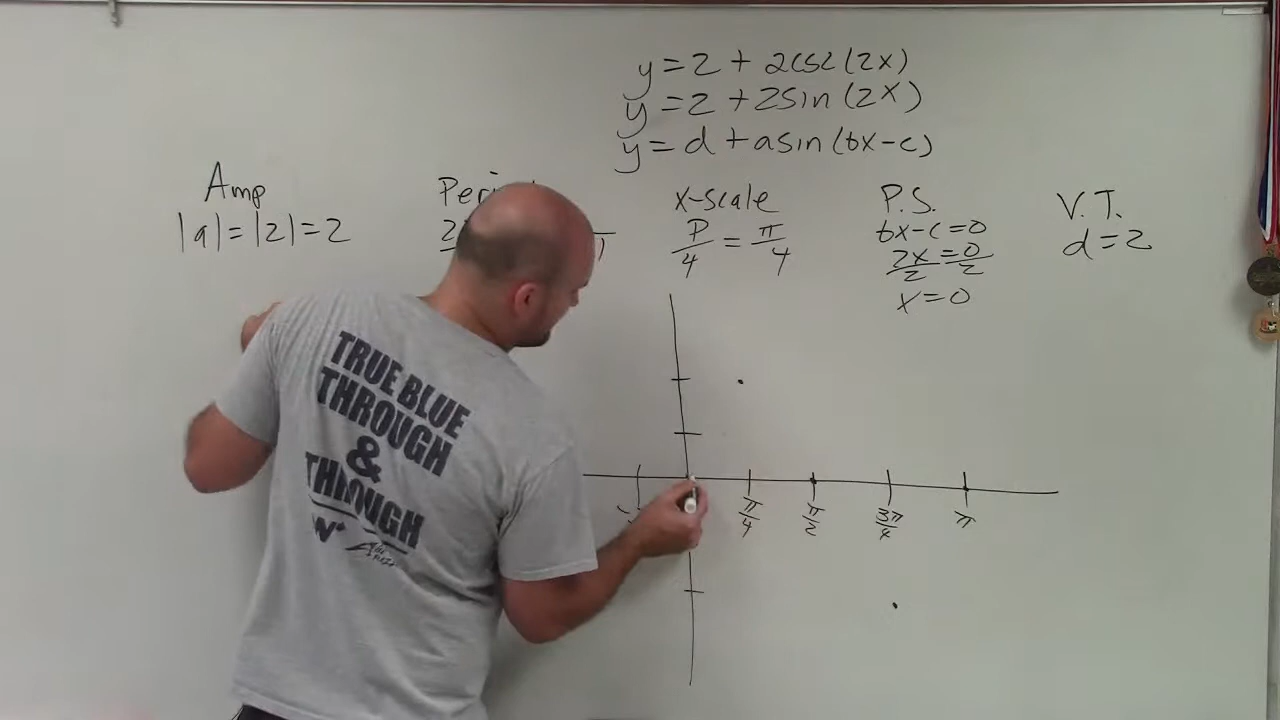 y = 2 + 2csc(2x)
y = 2 + 2sin(2x)
y = d + asin(bx-c)
Amp
|a| = |2| = 2
x-scale
P/4 = π/4
P.S.
bx-c=0
2x/2 = 0/2
x=0
V.T.
d=2
π/4 π/2 3π/4 π
TRUE BLUE
THROUGH
&
THROUGH